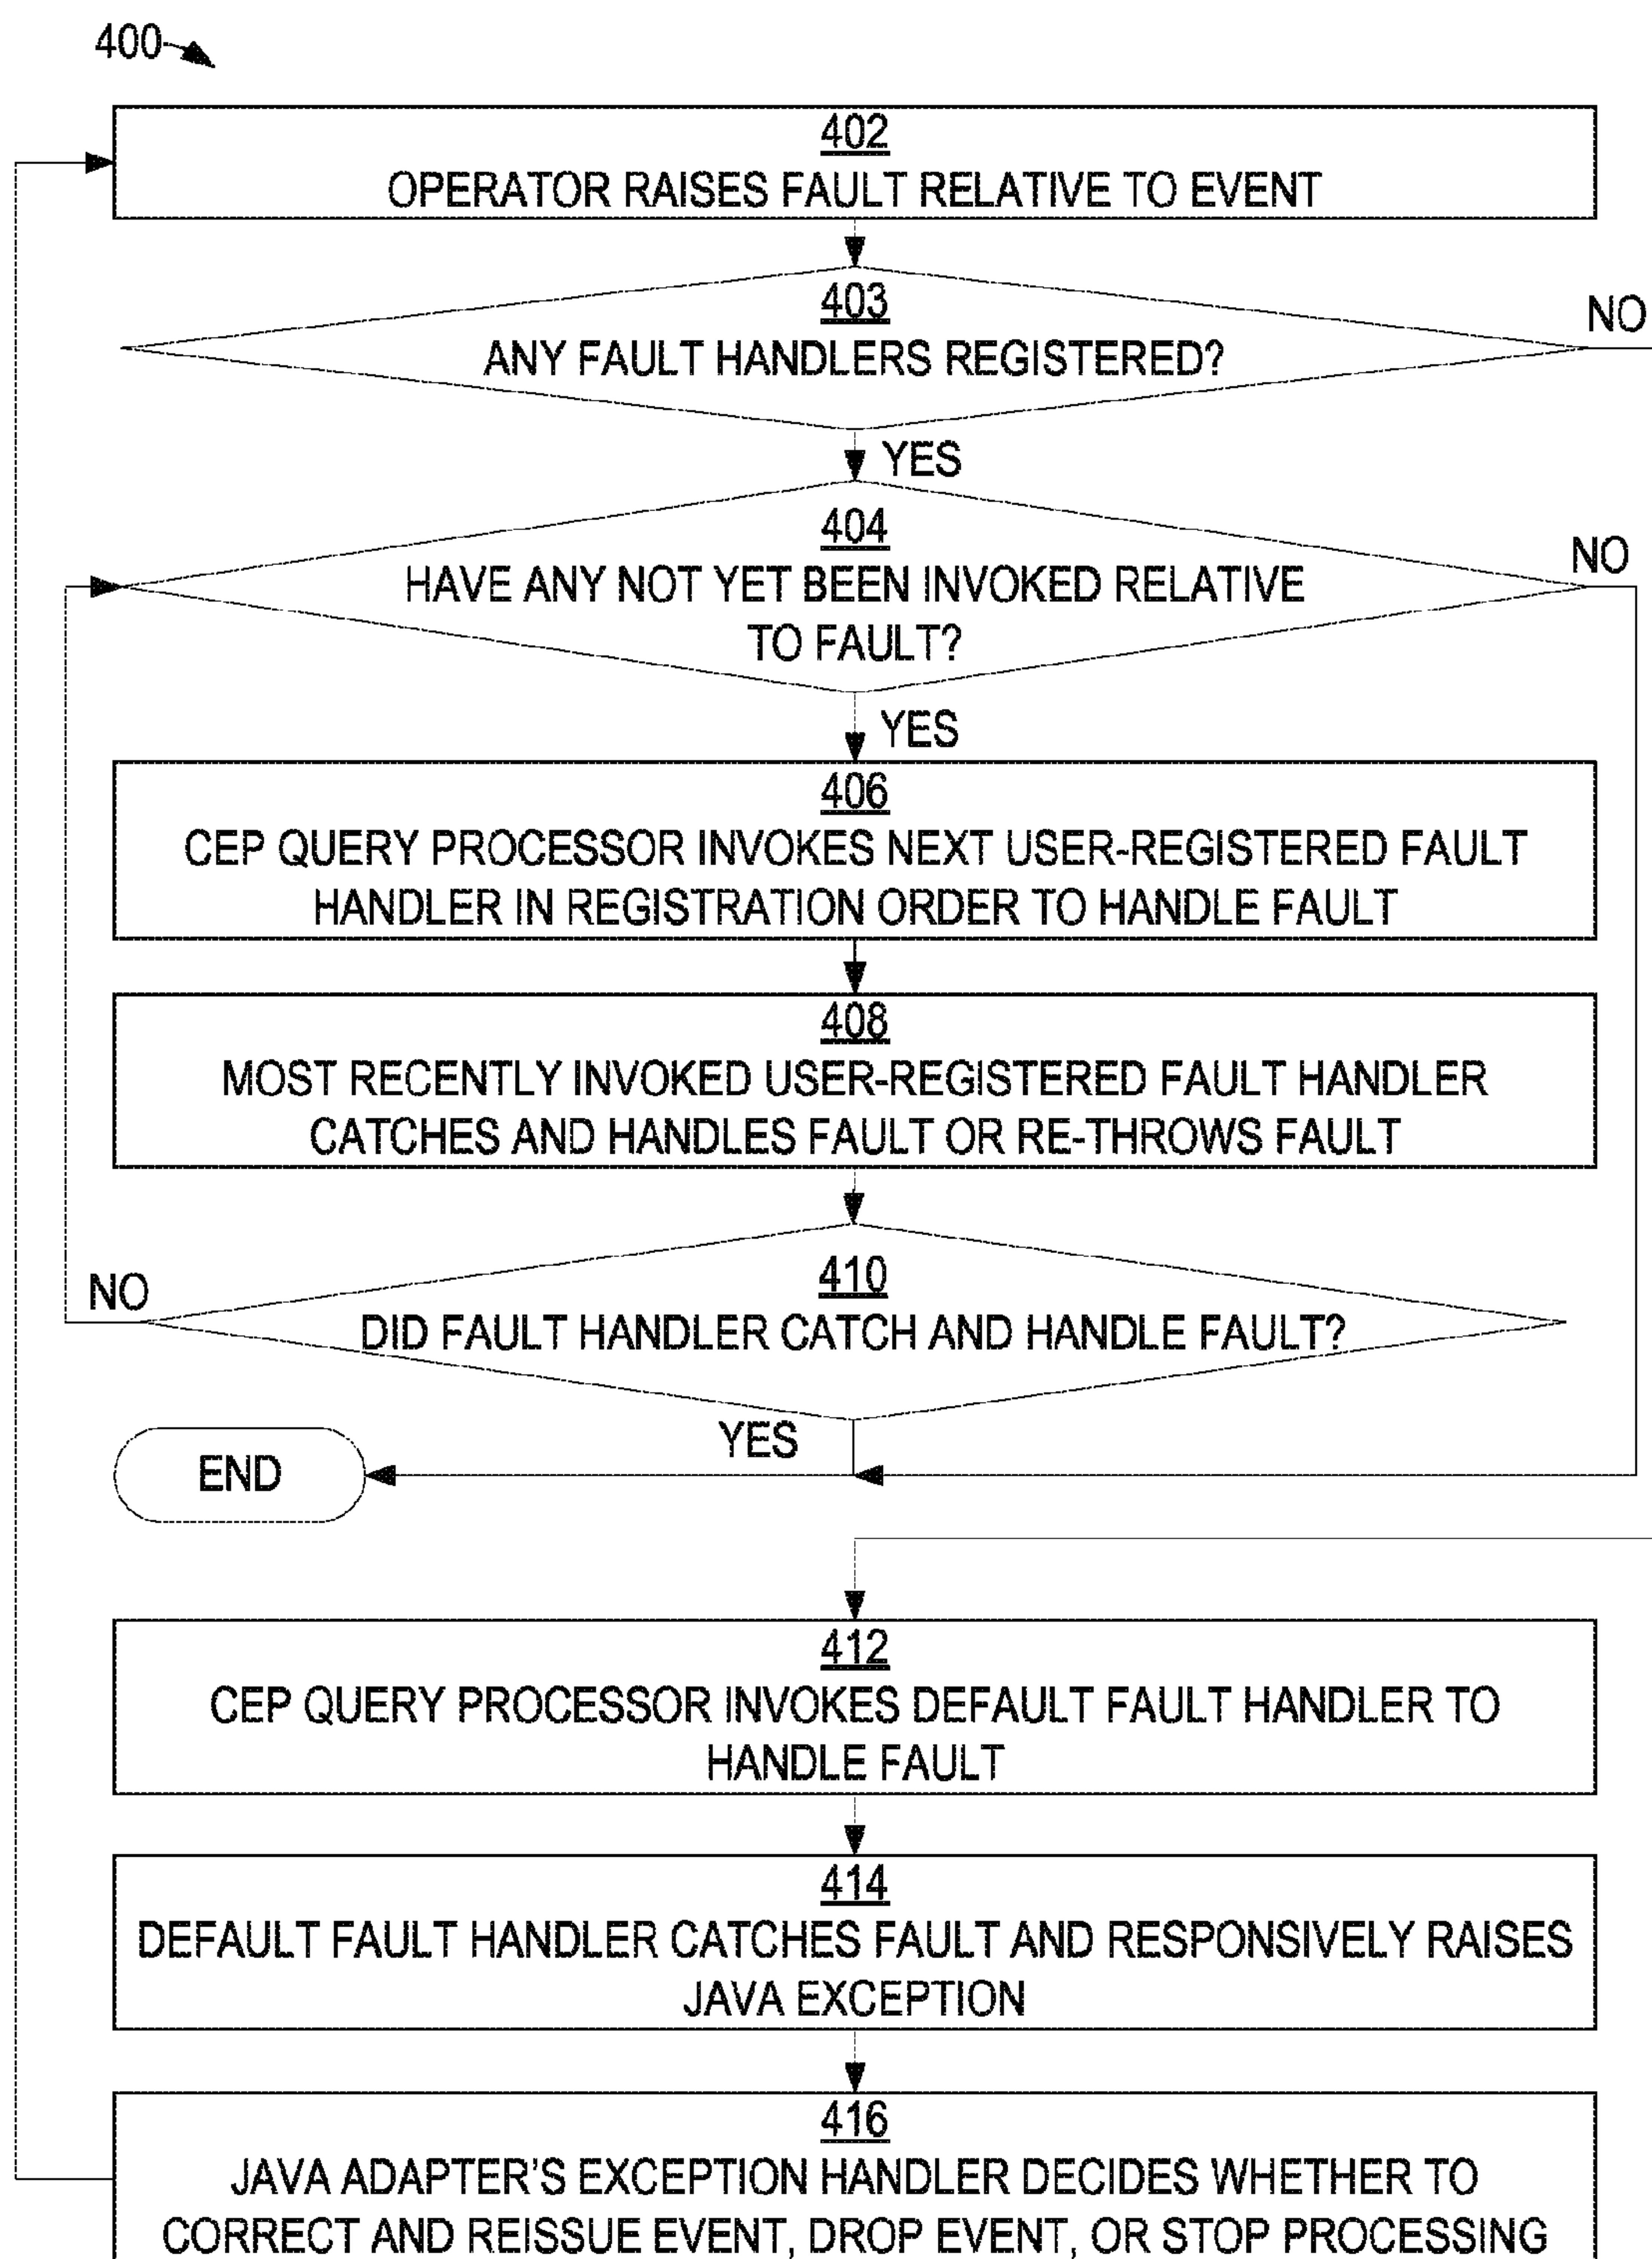 400
402
OPERATOR RAISES FAULT RELATIVE TO EVENT
403
ANY FAULT HANDLERS REGISTERED?
NO
YES
404
HAVE ANY NOT YET BEEN INVOKED RELATIVE
TO FAULT?
NO
YES
406
CEP QUERY PROCESSOR INVOKES NEXT USER-REGISTERED FAULT
HANDLER IN REGISTRATION ORDER TO HANDLE FAULT
408
MOST RECENTLY INVOKED USER-REGISTERED FAULT HANDLER
CATCHES AND HANDLES FAULT OR RE-THROWS FAULT
NO
410
DID FAULT HANDLER CATCH AND HANDLE FAULT?
YES
END
412
CEP QUERY PROCESSOR INVOKES DEFAULT FAULT HANDLER TO
HANDLE FAULT
414
DEFAULT FAULT HANDLER CATCHES FAULT AND RESPONSIVELY RAISES
JAVA EXCEPTION
416
JAVA ADAPTER'S EXCEPTION HANDLER DECIDES WHETHER TO
CORRECT AND REISSUE EVENT, DROP EVENT, OR STOP PROCESSING